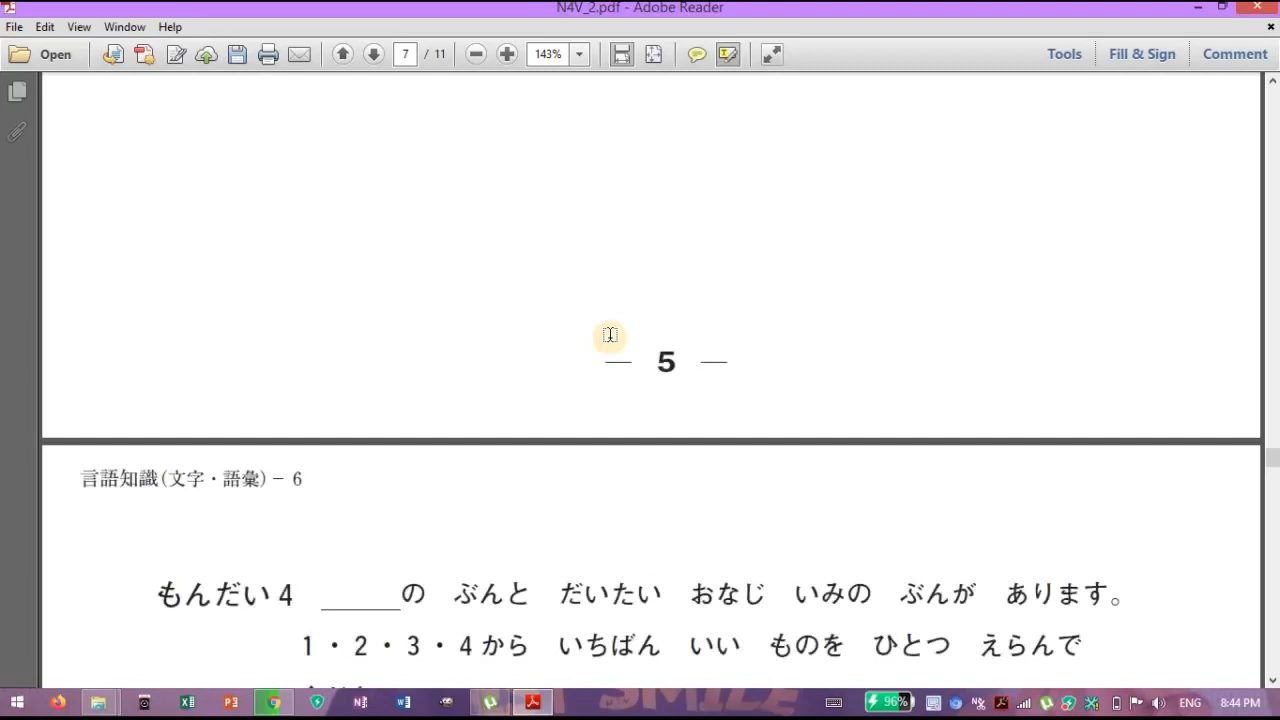 N4V_2.pdf - Adobe Reader
File Edit View Window Help
Open 7 / 11 143% Tools Fill & Sign Comment
— 5 —
言語知識(文字・語彙)－ 6
もんだい4 ＿＿＿の ぶんと だいたい おなじ いみの ぶんが あります。
1・2・3・4から いちばん いい ものを ひとつ えらんで
SMILE
96% ENG 8:44 PM